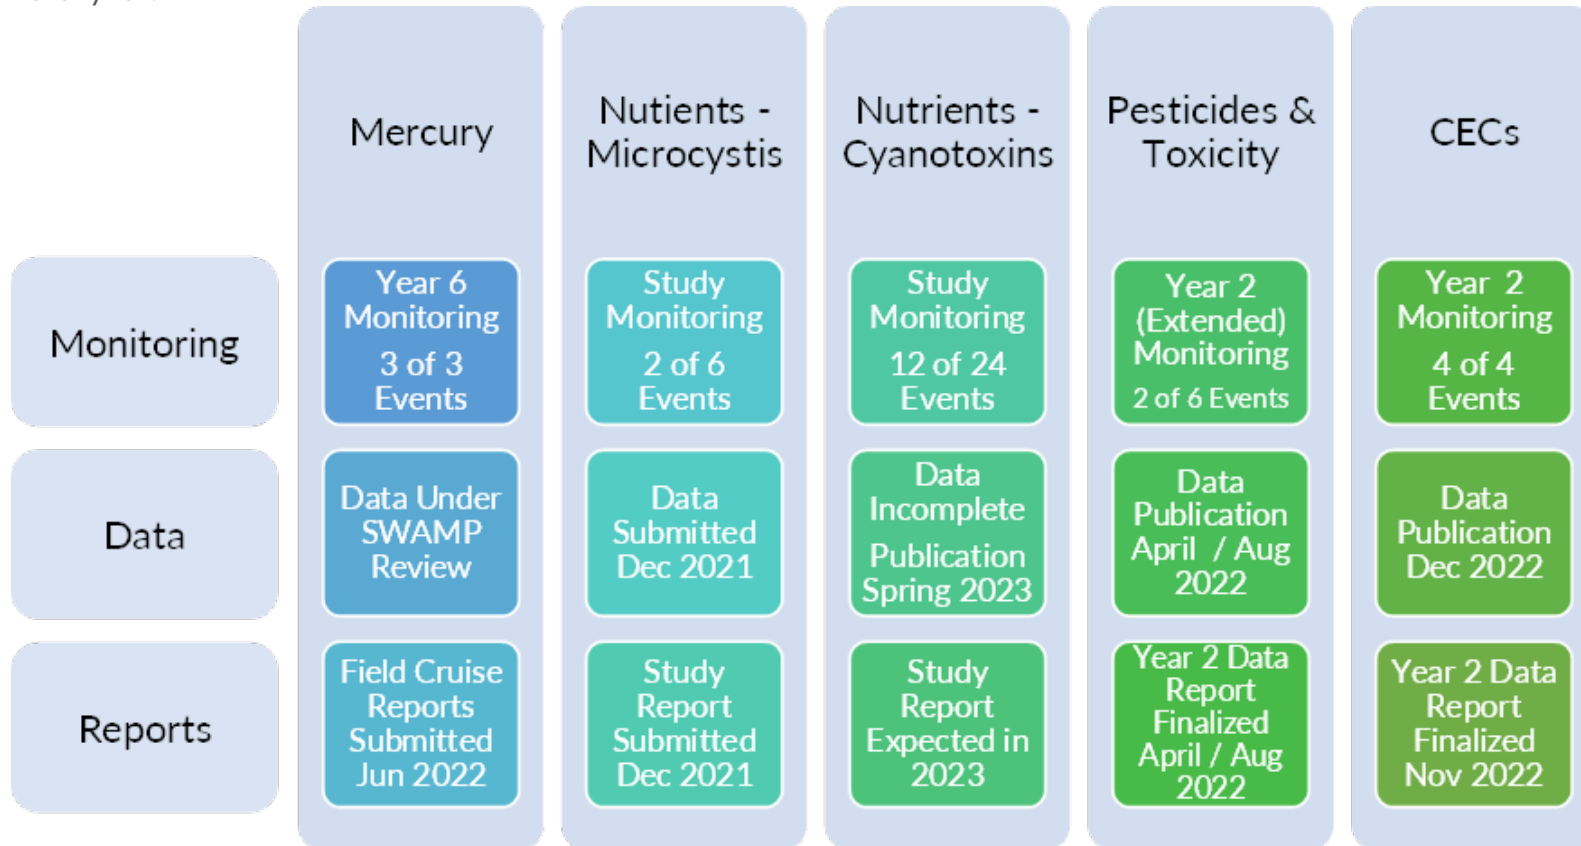 Mercury
Nutients -
Microcystis
Nutrients -
Cyanotoxins
Pesticides &
Toxicity
CECs
Monitoring
Year 6
Monitoring
3 of 3
Events
Study
Monitoring
2 of 6
Events
Study
Monitoring
12 of 24
Events
Year 2
(Extended)
Monitoring
2 of 6 Events
Year 2
Monitoring
4 of 4
Events
Data
Data Under
SWAMP
Review
Data
Submitted
Dec 2021
Data
Incomplete
Publication
Spring 2023
Data
Publication
April / Aug
2022
Data
Publication
Dec 2022
Reports
Field Cruise
Reports
Submitted
Jun 2022
Study
Report
Submitted
Dec 2021
Study
Report
Expected in
2023
Year 2 Data
Report
Finalized
April / Aug
2022
Year 2 Data
Report
Finalized
Nov 2022